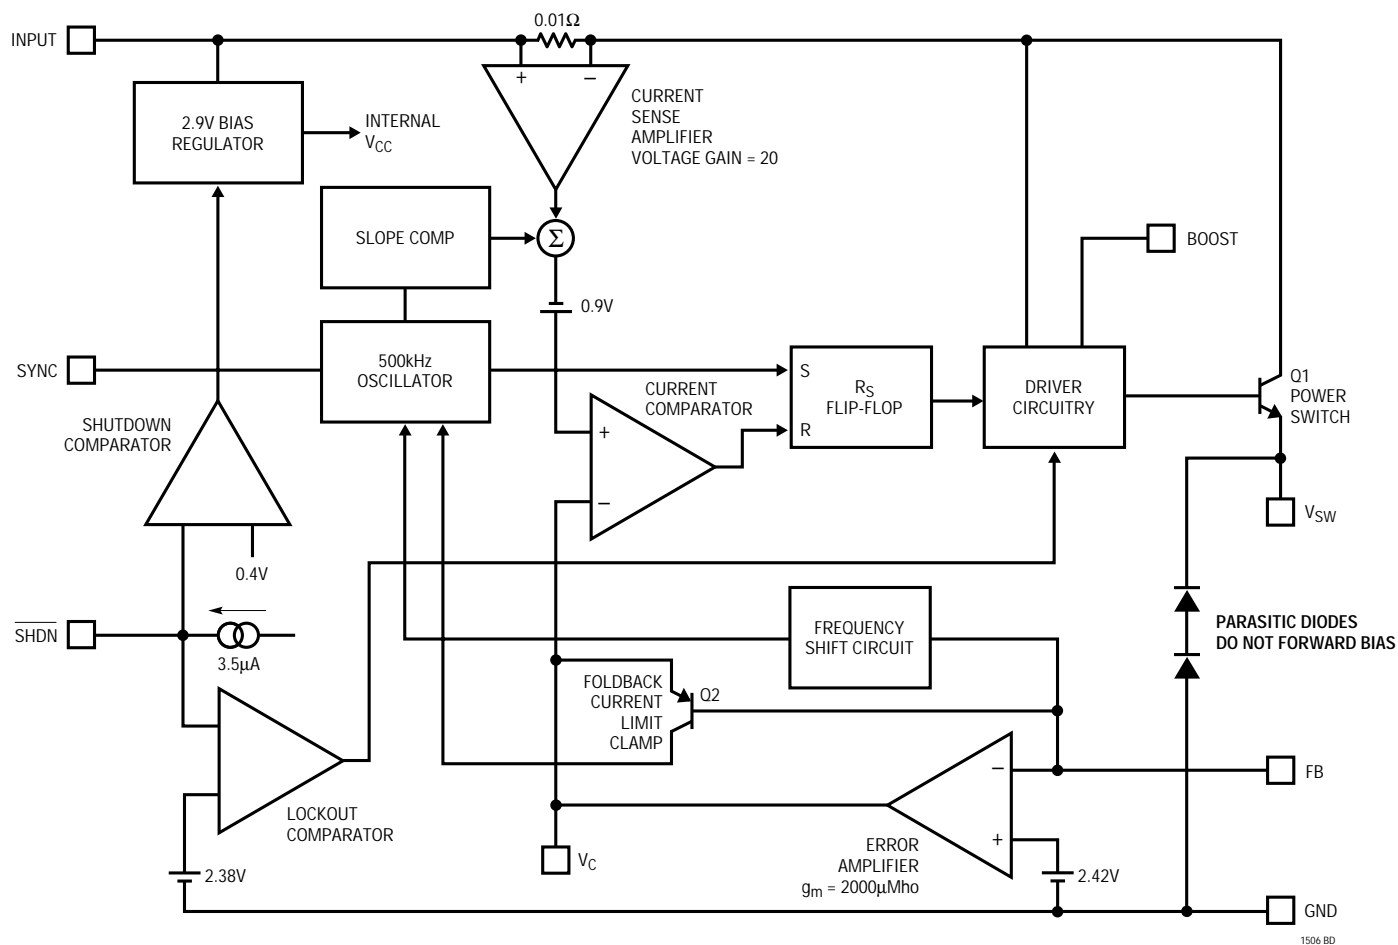 0.01Ω
INPUT
+
–
2.9V BIAS
REGULATOR
INTERNAL
VCC
CURRENT
SENSE
AMPLIFIER
VOLTAGE GAIN = 20
SLOPE COMP
Σ
BOOST
0.9V
SYNC
500kHz
OSCILLATOR
S
R
RS
FLIP-FLOP
DRIVER
CIRCUITRY
Q1
POWER
SWITCH
CURRENT
COMPARATOR
+
–
SHUTDOWN
COMPARATOR
VSW
0.4V
SHDN
3.5µA
FREQUENCY
SHIFT CIRCUIT
PARASITIC DIODES
DO NOT FORWARD BIAS
FOLDBACK
CURRENT
LIMIT
CLAMP
Q2
–
+
FB
LOCKOUT
COMPARATOR
VC
ERROR
AMPLIFIER
gm = 2000µMho
2.38V
2.42V
GND
1506 BD